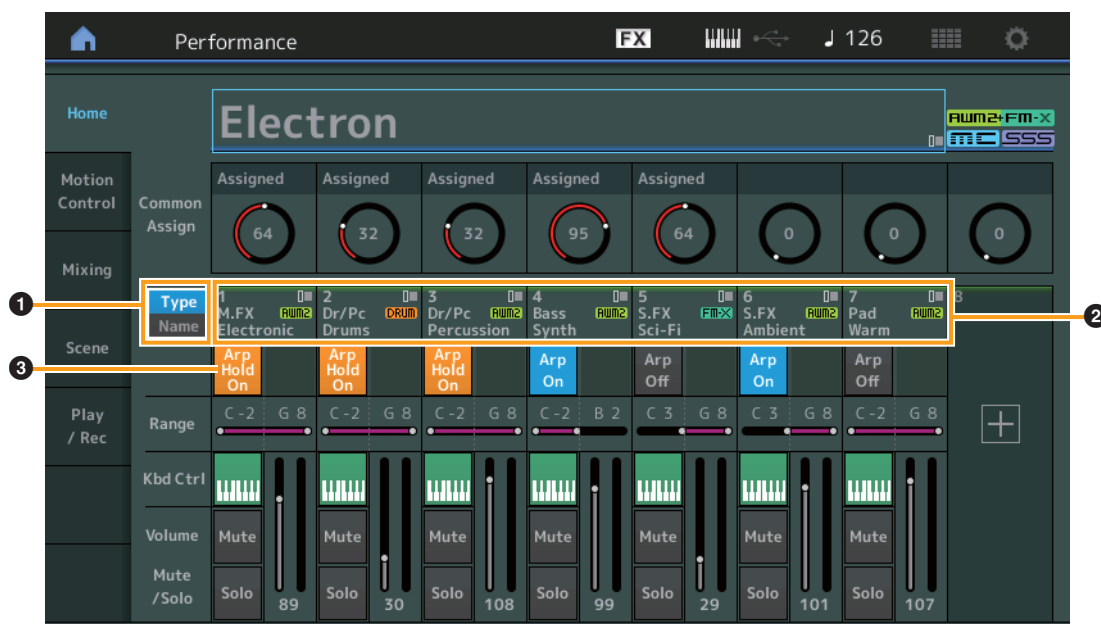 Performance FX 126
Home
Electron
AWM2+FM-X
MC SSS
Motion Control
Common Assign
Assigned Assigned Assigned Assigned Assigned
64 32 32 95 64 0 0 0
Mixing
1
Type
Name
1 2 3 4 5 6 7 8
M.FX AWM2 Dr/Pc DRUM Dr/Pc AWM2 Bass AWM2 S.FX FM-X S.FX AWM2 Pad AWM2
Electronic Drums Percussion Synth Sci-Fi Ambient Warm
2
Scene
3
Arp Hold On Arp Hold On Arp Hold On Arp On Arp Off Arp On Arp Off
Play / Rec
Range
C -2 G 8 C -2 G 8 C -2 G 8 C -2 B 2 C 3 G 8 C 3 G 8 C -2 G 8
+
Kbd Ctrl
Volume
Mute Mute Mute Mute Mute Mute Mute
Mute /Solo
Solo 89 Solo 30 Solo 108 Solo 99 Solo 29 Solo 101 Solo 107